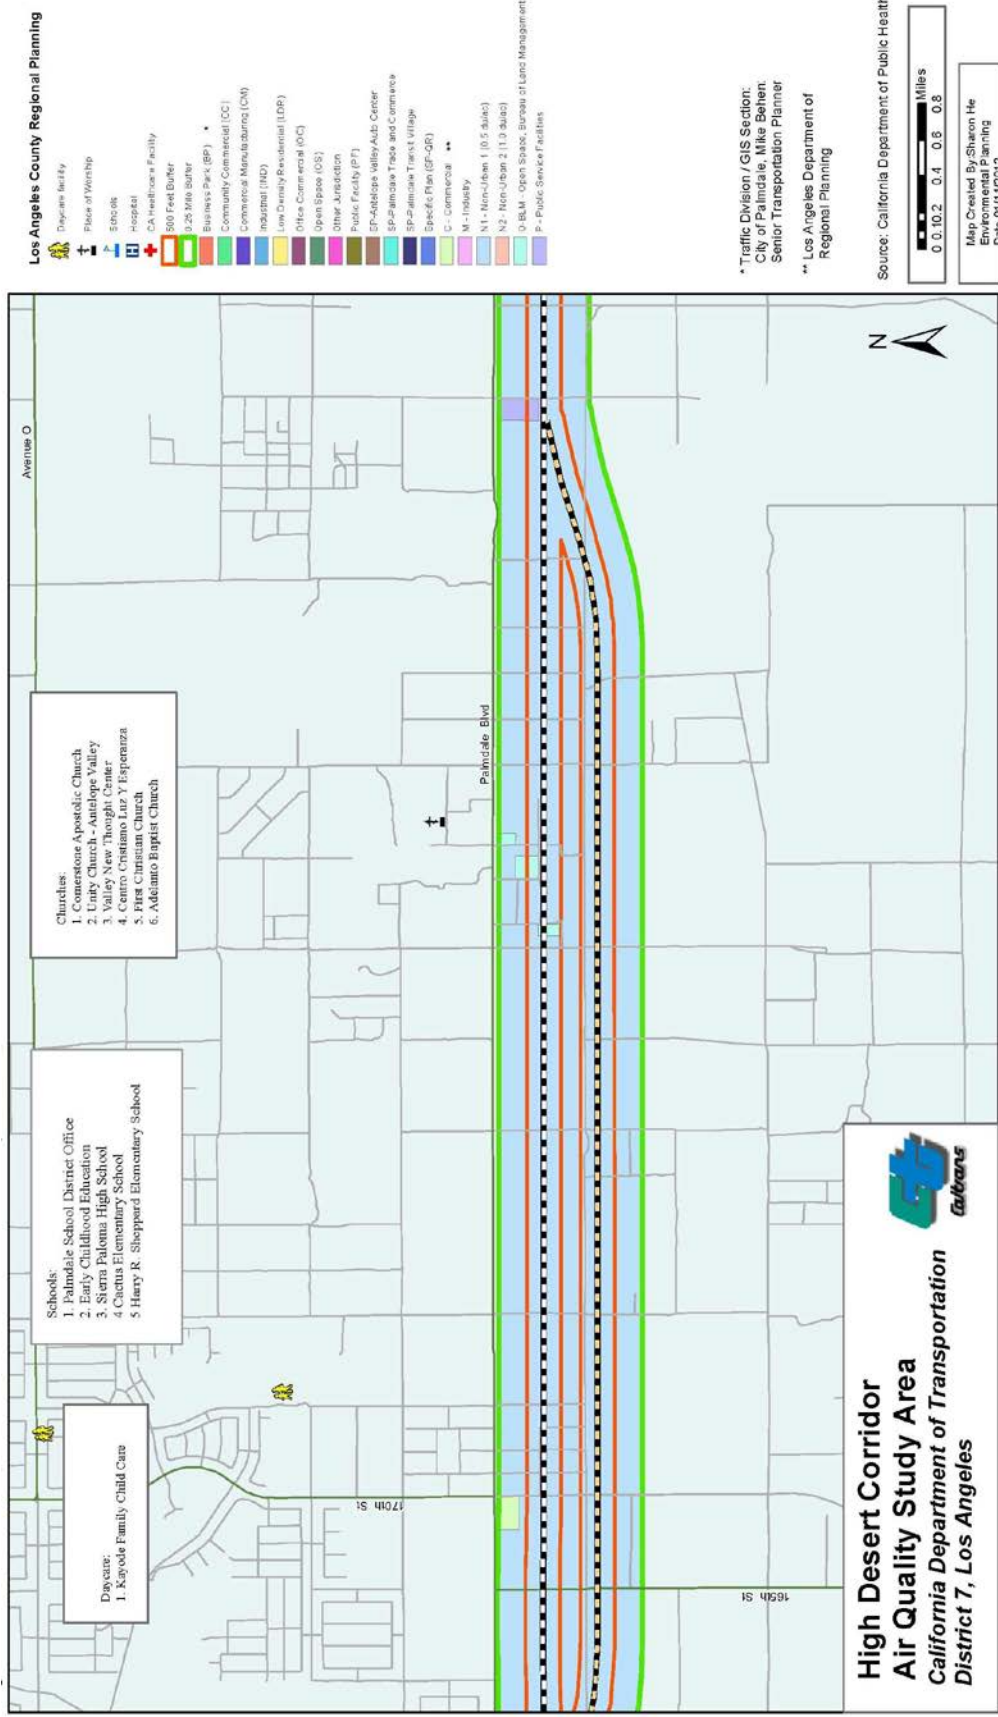 Los Angeles County Regional Planning
Daycare facility
Place of Worship
Schools
Hospital
CA Healthcare Facility
500 Feet Buffer
0.25 Mile Buffer
Business Park (BP) *
Community Commercial (CC)
Commercial Manufacturing (CM)
Industrial (IND)
Low Density Residential (LDR)
Office Commercial (OC)
Open Space (OS)
Other Jurisdiction
Public Facility (PF)
SP-Antelope Valley Auto Center
SP-Palmdale Trade and Commerce
SP-Palmdale Transit Village
Specific Plan (SP-QR)
C - Commercial **
M - Industry
N1 - Non-Urban 1 (0.5 du/ac)
N2 - Non-Urban 2 (1.0 du/ac)
O-BLM - Open Space, Bureau of Land Management
P - Public Service Facilities
* Traffic Division / GIS Section:
City of Palmdale, Mike Behen:
Senior Transportation Planner
** Los Angeles Department of
Regional Planning
Source: California Department of Public Health
0 0.1 0.2 0.4 0.6 0.8
Miles
Map Created By: Sharon He
Environmental Planning
Avenue O
Churches:
1. Cornerstone Apostolic Church
2. Unity Church - Antelope Valley
3. Valley New Thought Center
4. Centro Cristiano Luz Y Esperanza
5. First Christian Church
6. Adelanto Baptist Church
Schools:
1. Palmdale School District Office
2. Early Childhood Education
3. Sierra Paloma High School
4 Cactus Elementary School
5 Harry R. Sheppard Elementary School
Daycare:
1. Kayode Family Child Care
Palmdale Blvd
170th St
165th St
N
High Desert Corridor
Air Quality Study Area
California Department of Transportation
District 7, Los Angeles
Caltrans